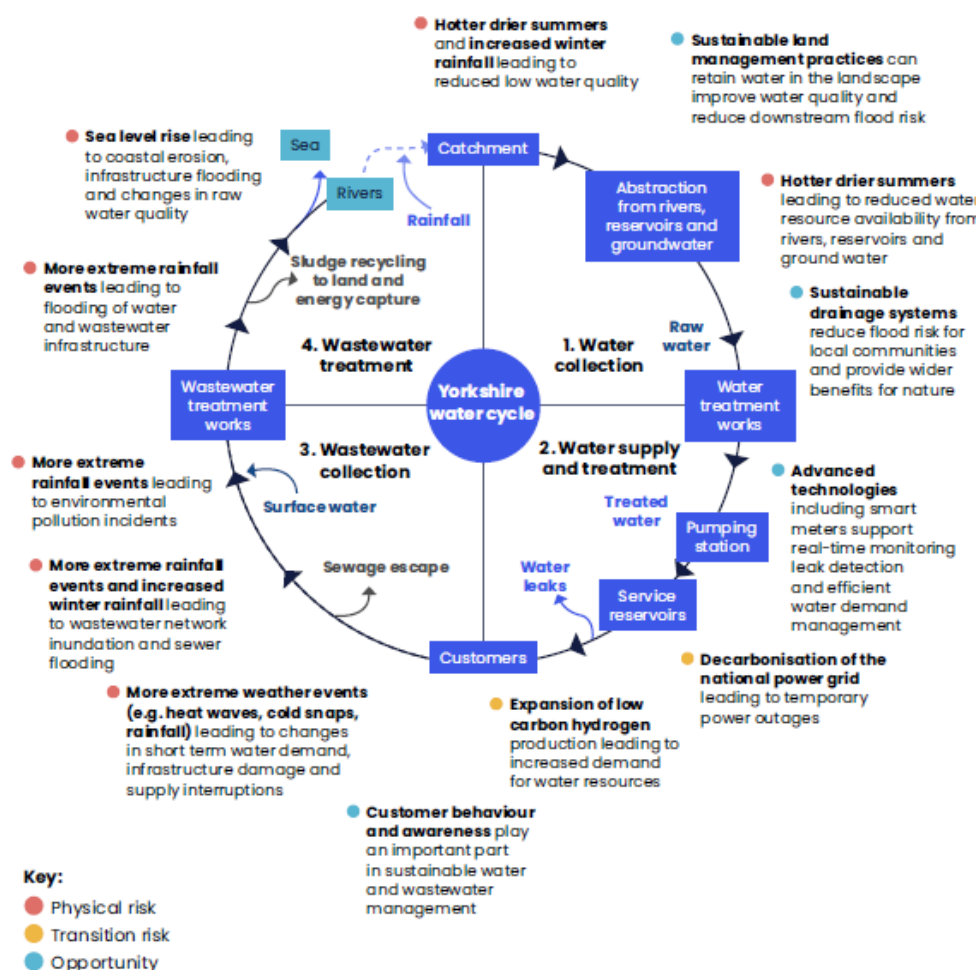 Hotter drier summers
and increased winter
rainfall leading to
reduced low water quality
Sustainable land
management practices can
retain water in the landscape
improve water quality and
reduce downstream flood risk
Sea level rise leading
to coastal erosion,
infrastructure flooding
and changes in raw
water quality
Sea
Rivers
Rainfall
Catchment
Abstraction
from rivers,
reservoirs and
groundwater
Hotter drier summers
leading to reduced water
resource availability from
rivers, reservoirs and
ground water
More extreme rainfall
events leading to
flooding of water
and wastewater
infrastructure
Sludge recycling
to land and
energy capture
Sustainable
drainage systems
reduce flood risk for
local communities
and provide wider
benefits for nature
Raw
water
4. Wastewater
treatment
1. Water
collection
Wastewater
treatment
works
Yorkshire
water cycle
Water
treatment
works
3. Wastewater
collection
2. Water supply
and treatment
More extreme
rainfall events leading
to environmental
pollution incidents
Surface water
Treated
water
Pumping
station
Advanced
technologies
including smart
meters support
real-time monitoring
leak detection
and efficient
water demand
management
More extreme rainfall
events and increased
winter rainfall leading
to wastewater network
inundation and sewer
flooding
Sewage escape
Water
leaks
Service
reservoirs
Customers
Decarbonisation of the
national power grid
leading to temporary
power outages
More extreme weather events
(e.g. heat waves, cold snaps,
rainfall) leading to changes
in short term water demand,
infrastructure damage and
supply interruptions
Expansion of low
carbon hydrogen
production leading to
increased demand
for water resources
Customer behaviour
and awareness play
an important part
in sustainable water
and wastewater
management
Key:
Physical risk
Transition risk
Opportunity